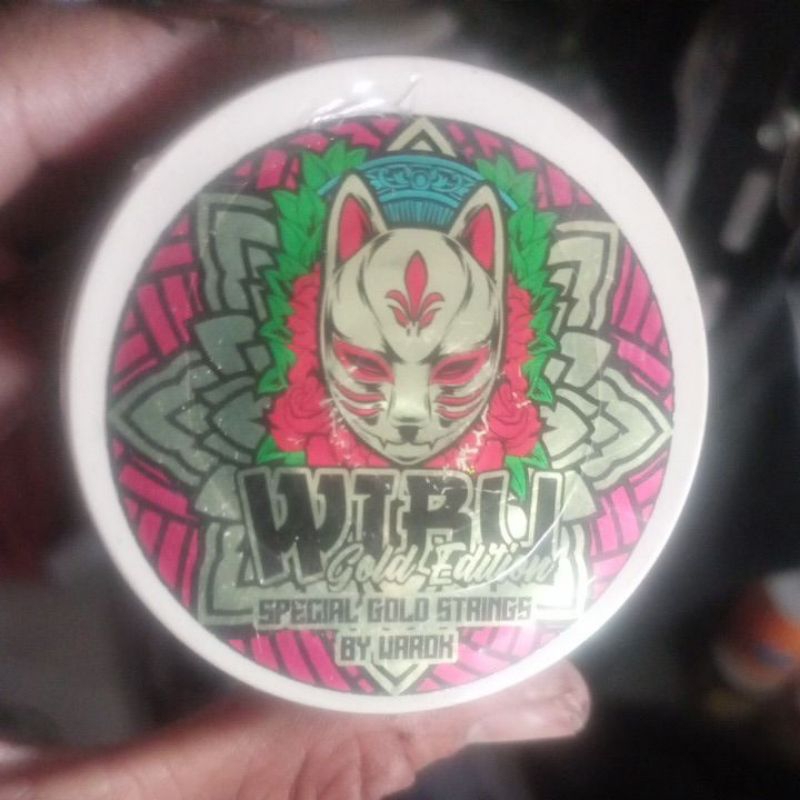 WIBU
Gold Edition
SPECIAL GOLD STRINGS
BY WAROK